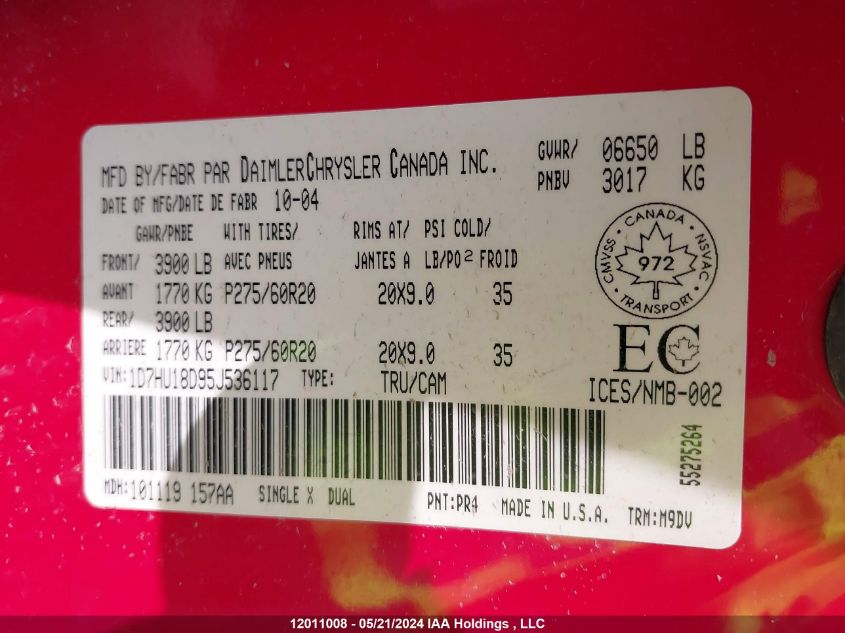 MFD BY/FABR PAR DAIMLERCHRYSLER CANADA INC.
GVWR/ 06650 LB
PNBV 3017 KG
DATE OF MFG/DATE DE FABR 10-04
GAWR/PNBE WITH TIRES/ RIMS AT/ PSI COLD/
FRONT/ 3900 LB AVEC PNEUS JANTES A LB/PO² FROID
AVANT 1770 KG P275/60R20 20X9.0 35
REAR/ 3900 LB
ARRIERE 1770 KG P275/60R20 20X9.0 35
VIN:1D7HU18D95J536117 TYPE: TRU/CAM
CANADA
CMVSS 972 NSVAC
TRANSPORT
EC
ICES/NMB-002
55275264
MDH:101119 157AA SINGLE X DUAL PNT:PR4 MADE IN U.S.A. TRM:M9DV
12011008 - 05/21/2024 IAA Holdings , LLC